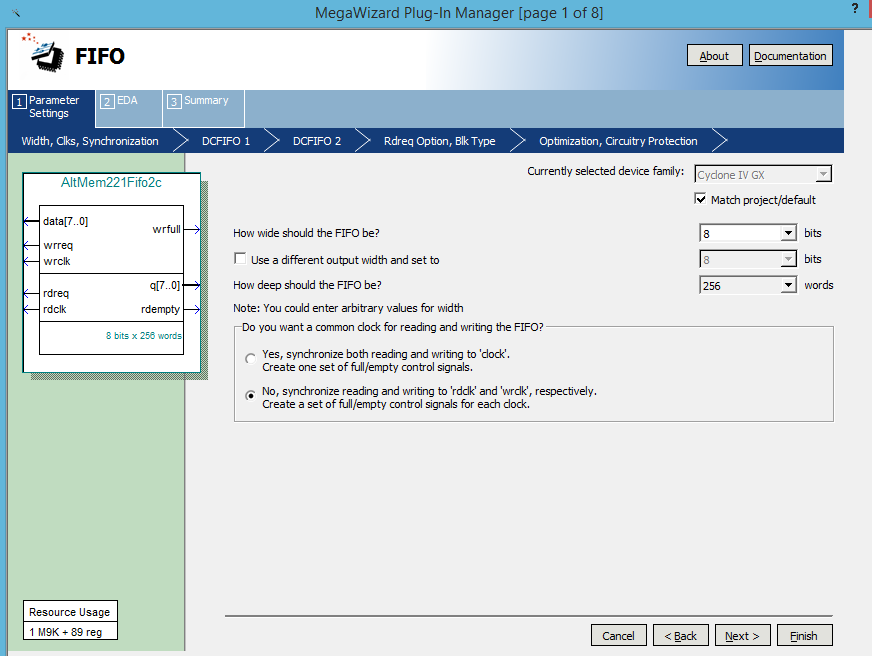 MegaWizard Plug-In Manager [page 1 of 8]
?
FIFO
About
Documentation
1 Parameter Settings
2 EDA
3 Summary
Width, Clks, Synchronization
DCFIFO 1
DCFIFO 2
Rdreq Option, Blk Type
Optimization, Circuitry Protection
AltMem221Fifo2c
data[7..0]
wrfull
wrreq
wrclk
q[7..0]
rdreq
rdclk
rdempty
8 bits x 256 words
Currently selected device family:
Cyclone IV GX
Match project/default
How wide should the FIFO be?
8
bits
Use a different output width and set to
8
bits
How deep should the FIFO be?
256
words
Note: You could enter arbitrary values for width
Do you want a common clock for reading and writing the FIFO?
Yes, synchronize both reading and writing to 'clock'.
Create one set of full/empty control signals.
No, synchronize reading and writing to 'rdclk' and 'wrclk', respectively.
Create a set of full/empty control signals for each clock.
Resource Usage
1 M9K + 89 reg
Cancel
< Back
Next >
Finish